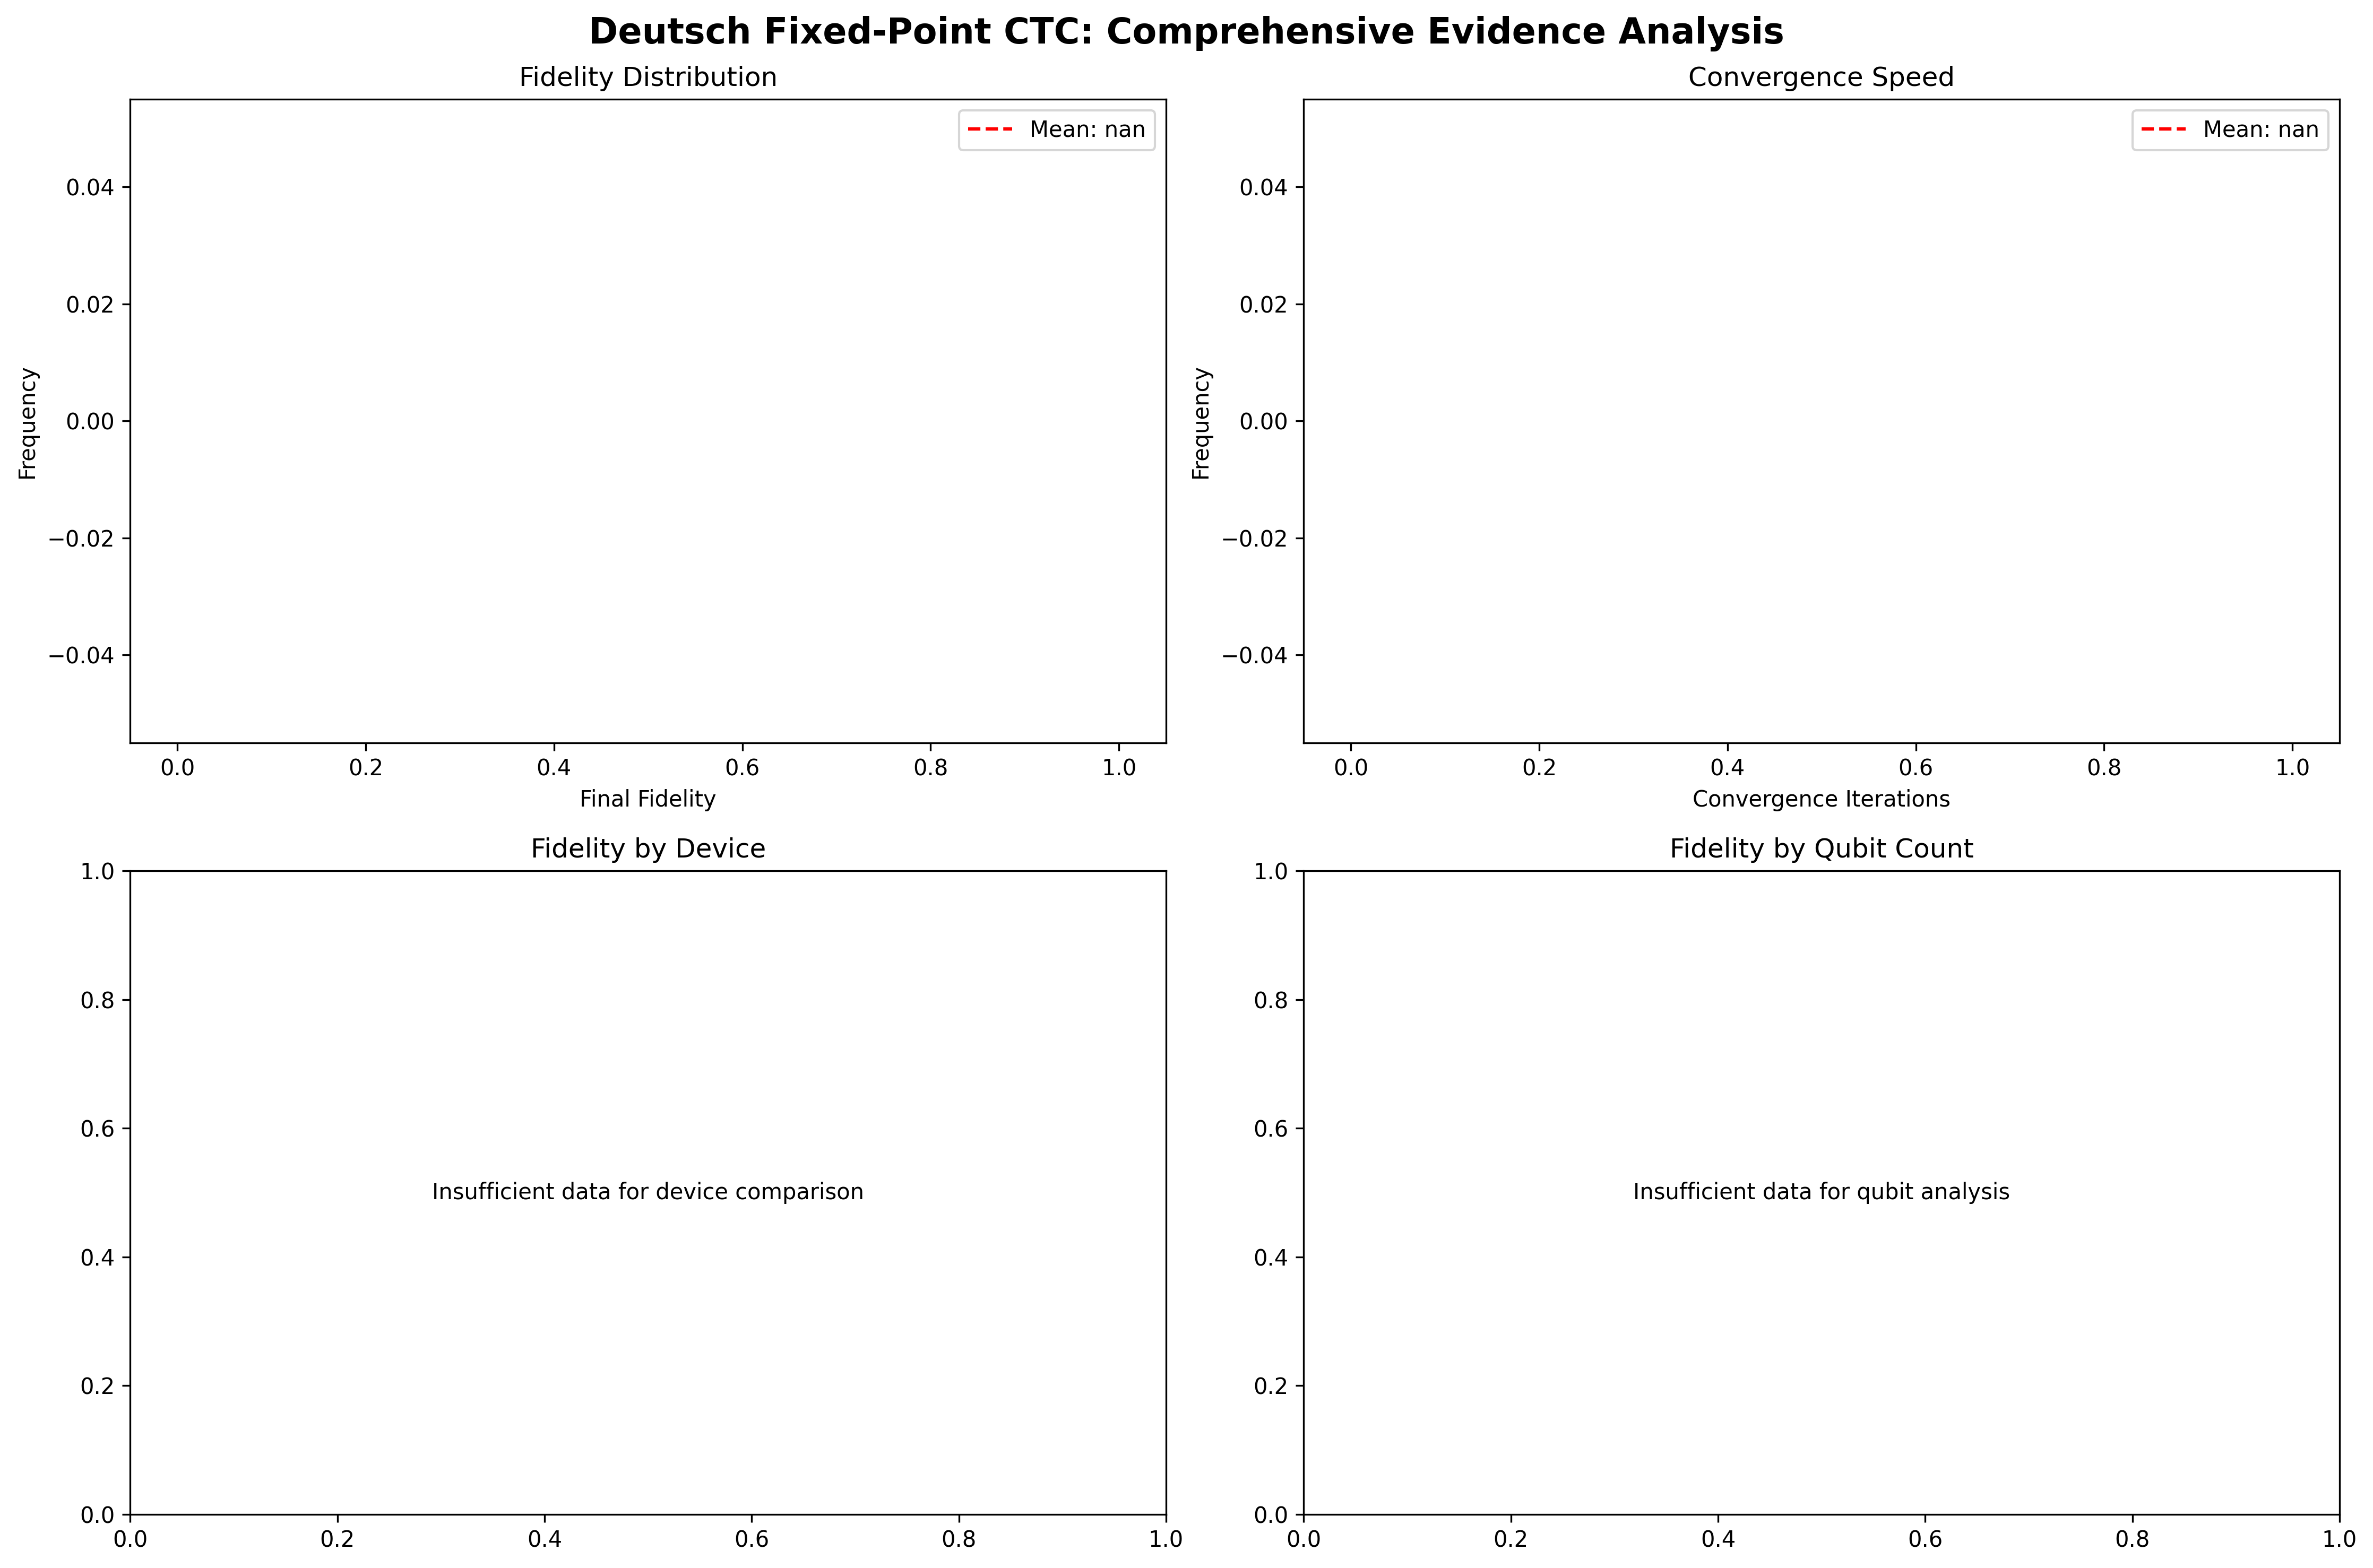 Deutsch Fixed-Point CTC: Comprehensive Evidence Analysis
Fidelity Distribution
Mean: nan
0.04
0.02
0.00
−0.02
−0.04
Frequency
0.0 0.2 0.4 0.6 0.8 1.0
Final Fidelity
Convergence Speed
Mean: nan
0.04
0.02
0.00
−0.02
−0.04
Frequency
0.0 0.2 0.4 0.6 0.8 1.0
Convergence Iterations
Fidelity by Device
1.0
0.8
0.6
0.4
0.2
0.0
Insufficient data for device comparison
0.0 0.2 0.4 0.6 0.8 1.0
Fidelity by Qubit Count
1.0
0.8
0.6
0.4
0.2
0.0
Insufficient data for qubit analysis
0.0 0.2 0.4 0.6 0.8 1.0